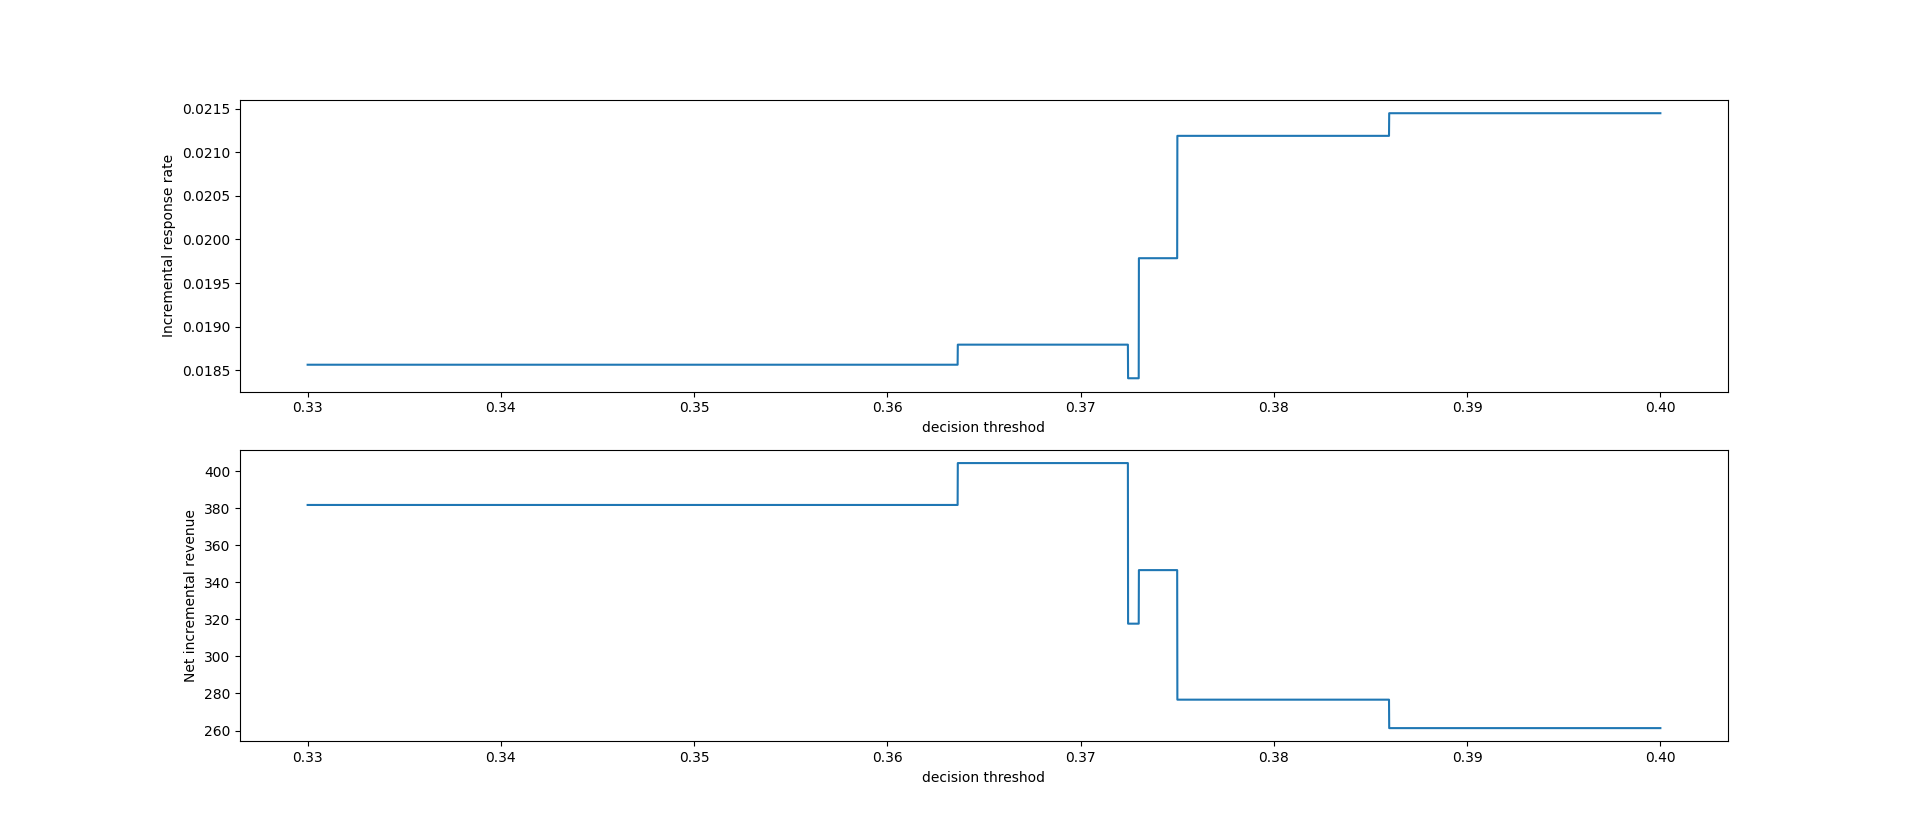 0.0215
0.0210
0.0205
0.0200
0.0195
0.0190
0.0185
Incremental response rate
0.33 0.34 0.35 0.36 0.37 0.38 0.39 0.40
decision threshod
400
380
360
340
320
300
280
260
Net incremental revenue
0.33 0.34 0.35 0.36 0.37 0.38 0.39 0.40
decision threshod